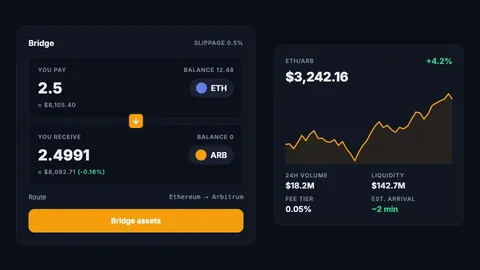 Bridge
SLIPPAGE 0.5%
YOU PAY
BALANCE 12.48
2.5
ETH
≈ $8,105.40
YOU RECEIVE
BALANCE 0
2.4991
ARB
≈ $8,092.71 (-0.16%)
Route
Ethereum → Arbitrum
Bridge assets
ETH/ARB
+4.2%
$3,242.16
24H VOLUME
LIQUIDITY
$18.2M
$142.7M
FEE TIER
EST. ARRIVAL
0.05%
~2 min